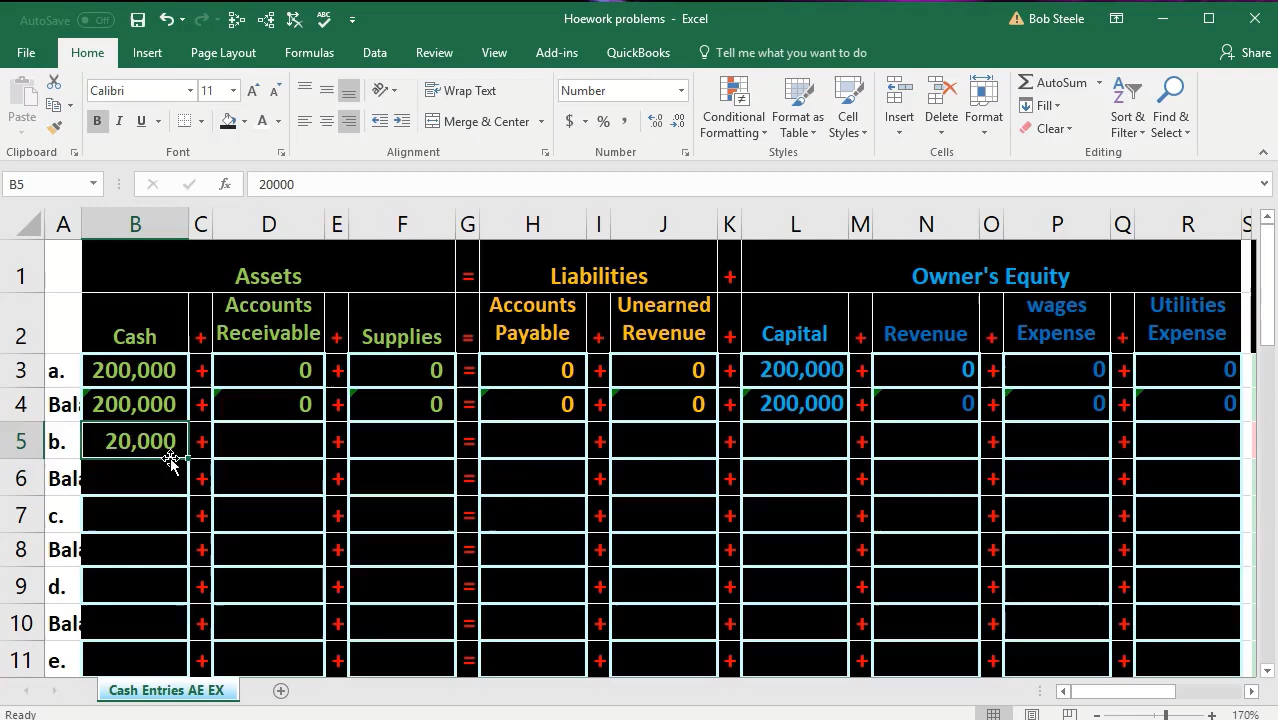 AutoSave Off
Hoework problems - Excel
Bob Steele
File Home Insert Page Layout Formulas Data Review View Add-ins QuickBooks Tell me what you want to do Share
Calibri 11 Wrap Text Number AutoSum
Paste B I U Merge & Center $ % , Conditional Formatting Format as Table Cell Styles Insert Delete Format Fill Clear Sort & Filter Find & Select
Clipboard Font Alignment Number Styles Cells Editing
B5 fx 20000
A B C D E F G H I J K L M N O P Q R S
1 Assets = Liabilities + Owner's Equity
2 Cash + Accounts Receivable + Supplies = Accounts Payable + Unearned Revenue + Capital + Revenue + wages Expense + Utilities Expense
3 a. 200,000 + 0 + 0 = 0 + 0 + 200,000 + 0 + 0 + 0
4 Bala 200,000 + 0 + 0 = 0 + 0 + 200,000 + 0 + 0 + 0
5 b. 20,000 + + = + + + + +
6 Bala + + = + + + + +
7 c. + + = + + + + +
8 Bala + + = + + + + +
9 d. + + = + + + + +
10 Bala + + = + + + + +
11 e. + + = + + + + +
Cash Entries AE EX
Ready 170%